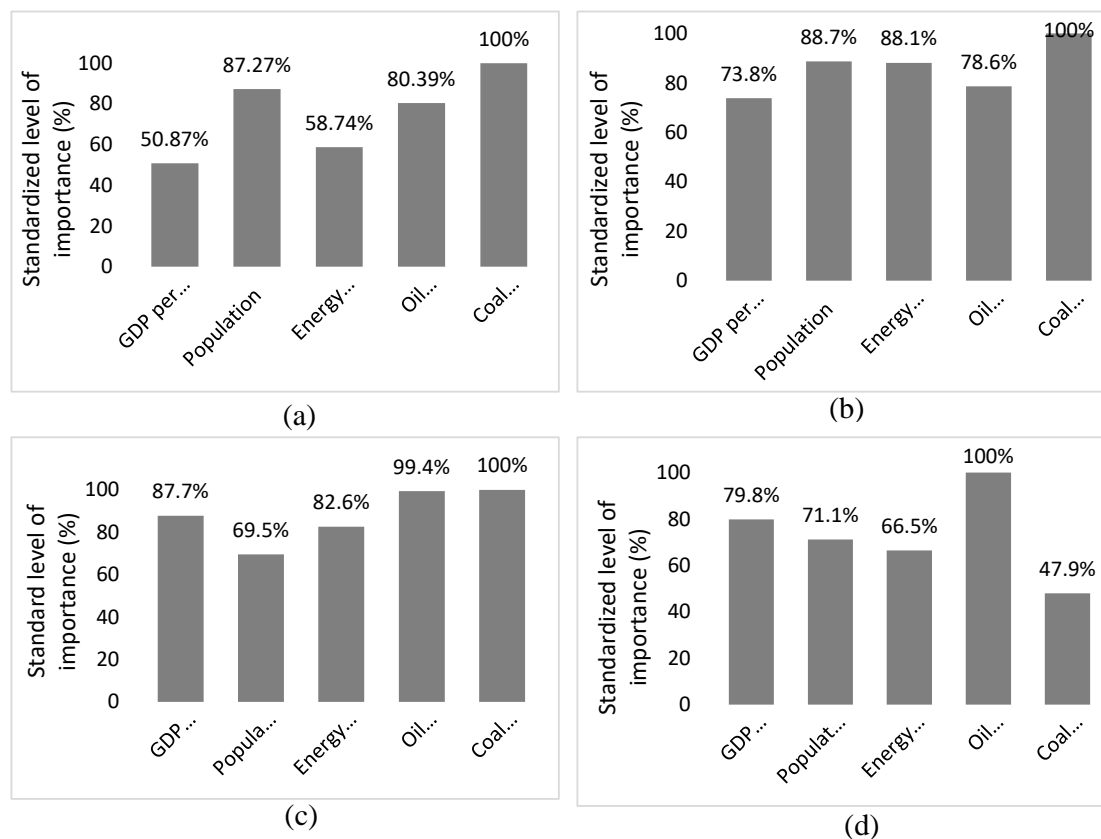 Standardized level of
importance (%)
100
80
60
40
20
0
50.87%
87.27%
58.74%
80.39%
100%
GDP per...
Population
Energy...
Oil...
Coal...
(a)
Standardized level of
importance (%)
100
80
60
40
20
0
73.8%
88.7%
88.1%
78.6%
100%
GDP per...
Population
Energy...
Oil...
Coal...
(b)
Standard level of
importance (%)
100
80
60
40
20
0
87.7%
69.5%
82.6%
99.4%
100%
GDP...
Popula...
Energy...
Oil...
Coal...
(c)
Standardized level of
importance (%)
100
80
60
40
20
0
79.8%
71.1%
66.5%
100%
47.9%
GDP...
Populat...
Energy...
Oil...
Coal...
(d)